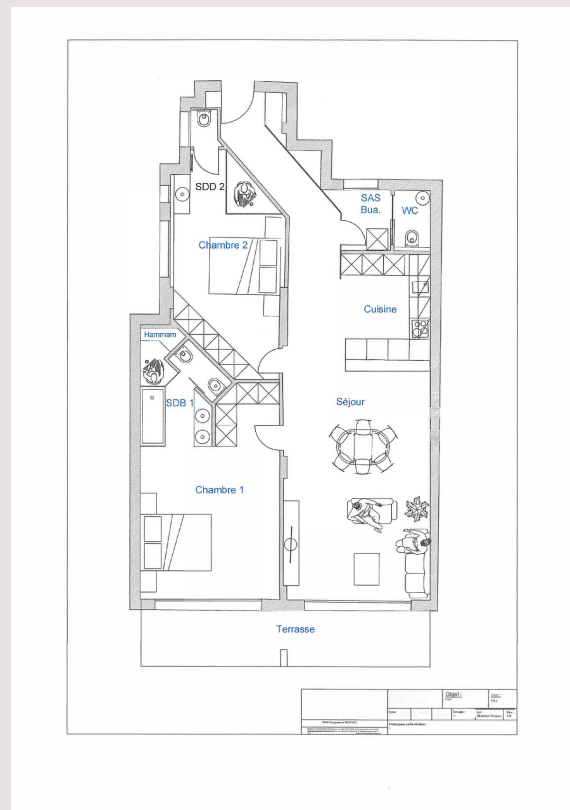 SDD 2
SAS
Bua.
WC
Chambre 2
Cuisine
Hammam
Séjour
SDB 1
Chambre 1
Terrasse
Objet :